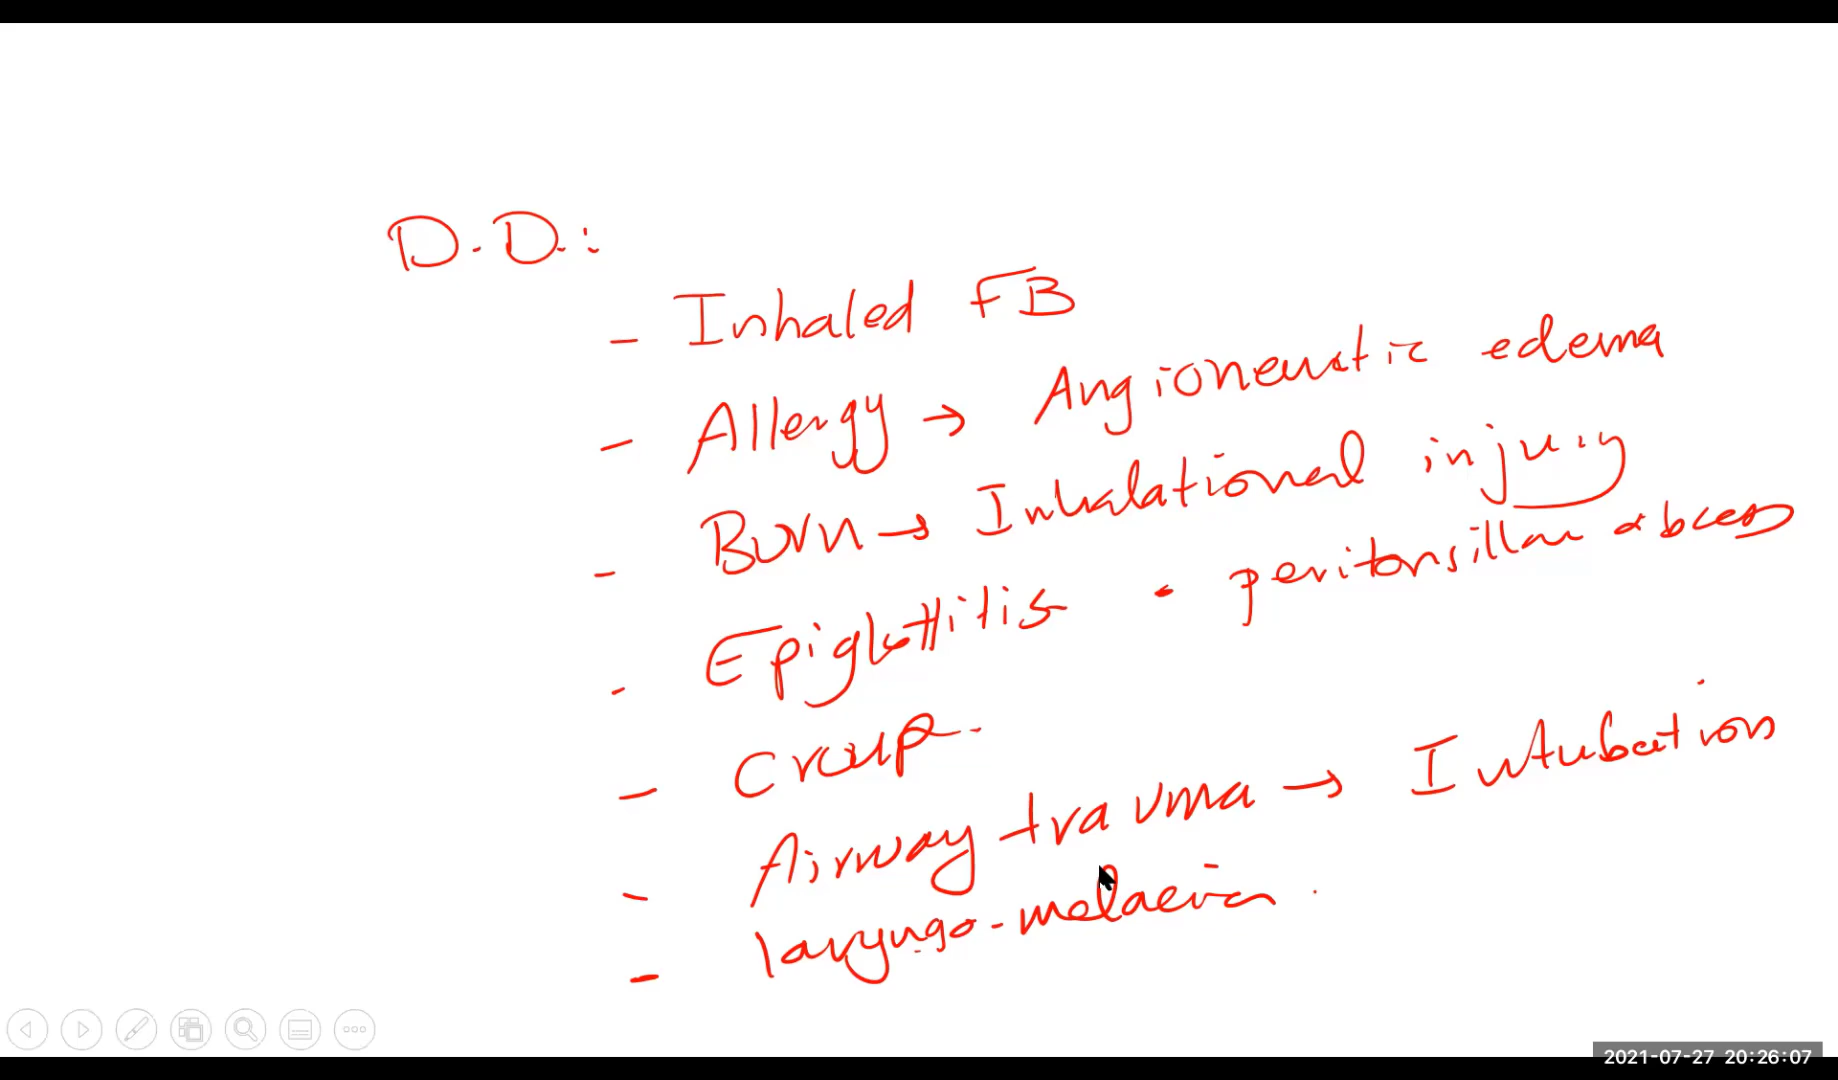 D.D.:
- Inhaled FB
- Allergy → Angioneurotic edema
- Burn → Inhalational injury
- Epiglottitis • peritonsillar abcess
- Croup.
- Airway trauma → Intubation
- laryngo-malacia.
2021-07-27 20:26:07